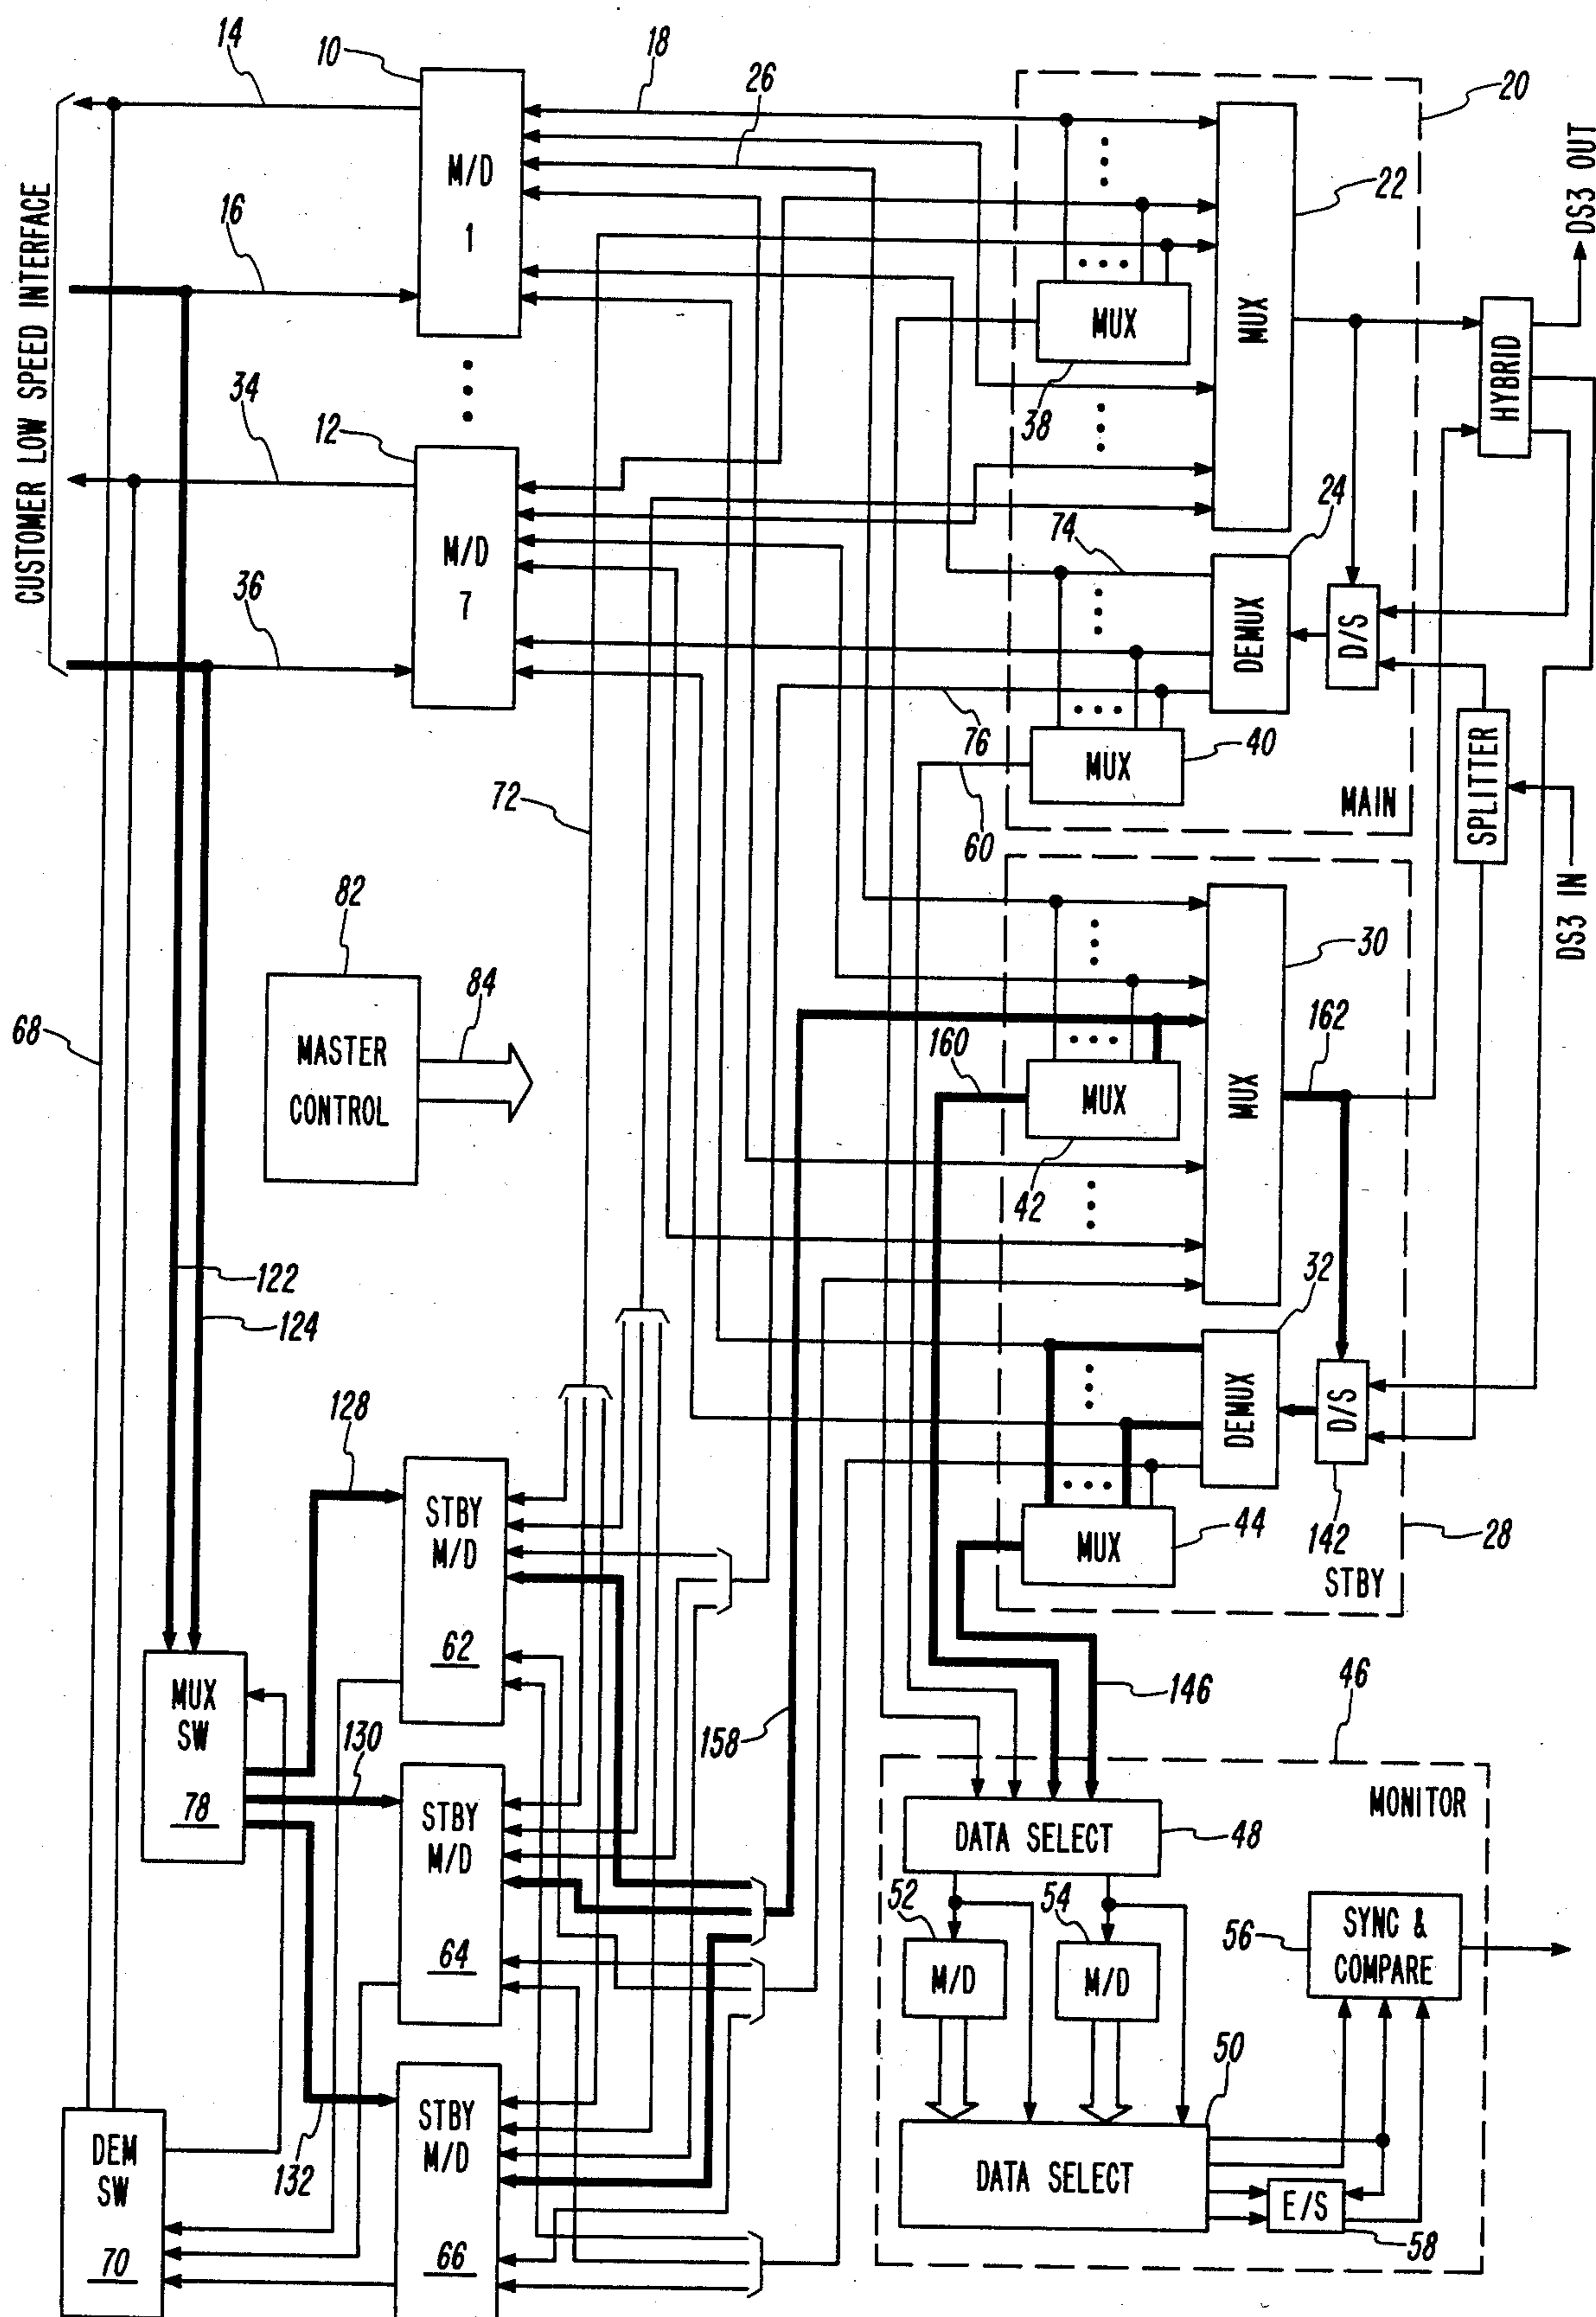 14
10
18
26
20
DS3 OUT
CUSTOMER LOW SPEED INTERFACE
M/D
1
16
22
MUX
MUX
38
HYBRID
34
12
M/D
7
36
74
24
DEMUX
D/S
76
MUX
40
60
MAIN
SPLITTER
DS3 IN
72
82
MASTER
CONTROL
84
68
30
160
162
MUX
MUX
42
122
124
32
DEMUX
D/S
142
28
128
STBY
M/D
62
MUX
44
STBY
MUX
SW
78
130
158
146
46
MONITOR
STBY
M/D
64
DATA SELECT
48
52
54
M/D
M/D
56
SYNC &
COMPARE
132
STBY
M/D
66
DEM
SW
70
50
DATA SELECT
E/S
58